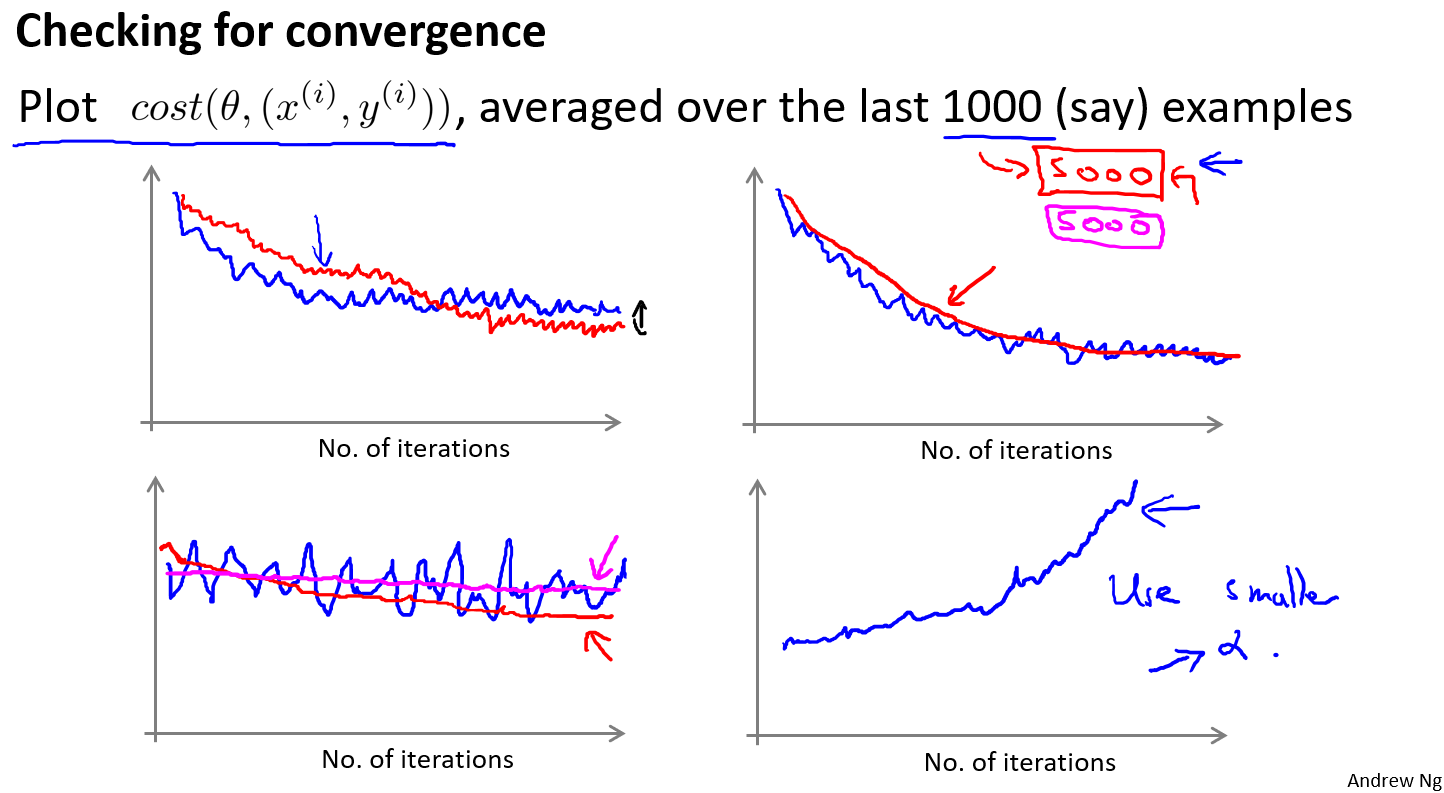 Checking for convergence
Plot cost(θ, (x^{(i)}, y^{(i)})), averaged over the last 1000 (say) examples
5000
5000
No. of iterations
No. of iterations
Use smaller
α.
No. of iterations
No. of iterations
Andrew Ng